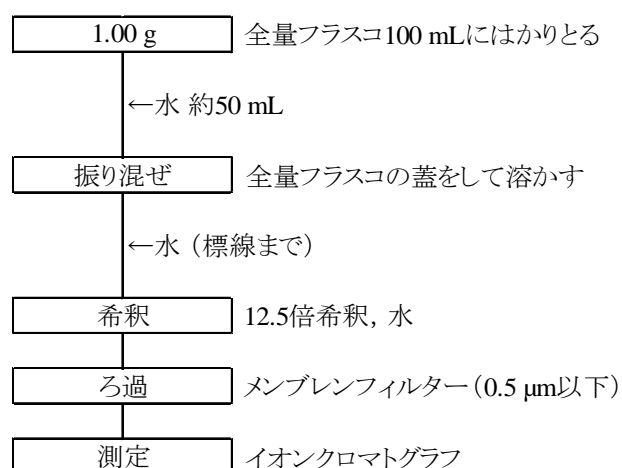 1.00 g 全量フラスコ100 mLにはかりとる
←水 約50 mL
振り混ぜ 全量フラスコの蓋をして溶かす
←水（標線まで）
希釈 12.5倍希釈, 水
ろ過 メンブレンフィルター（0.5 μm以下）
測定 イオンクロマトグラフ